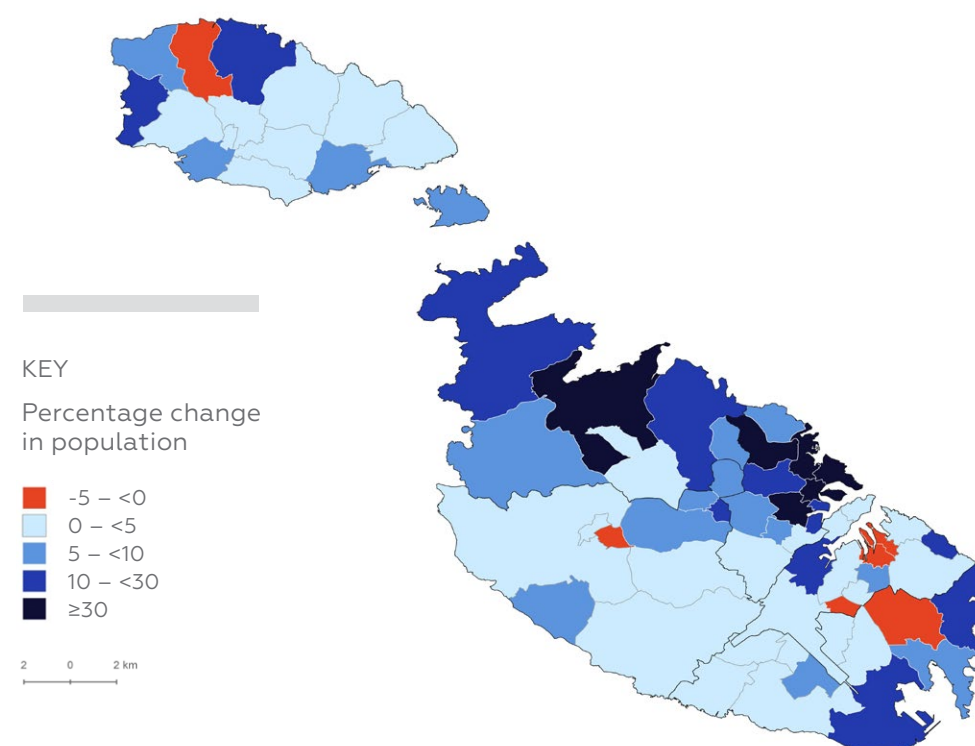 KEY
Percentage change
in population
-5 – <0
0 – <5
5 – <10
10 – <30
≥30
2 0 2 km